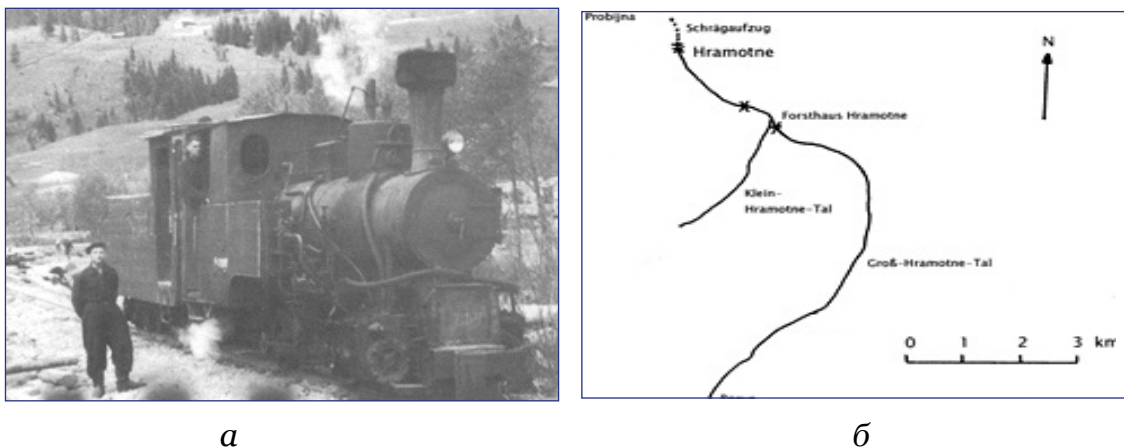 Probijna
Schrägaufzug
Hramotne
N
Forsthaus Hramotne
Klein-
Hramotne-Tal
Groß-Hramotne-Tal
0 1 2 3 km
а
б